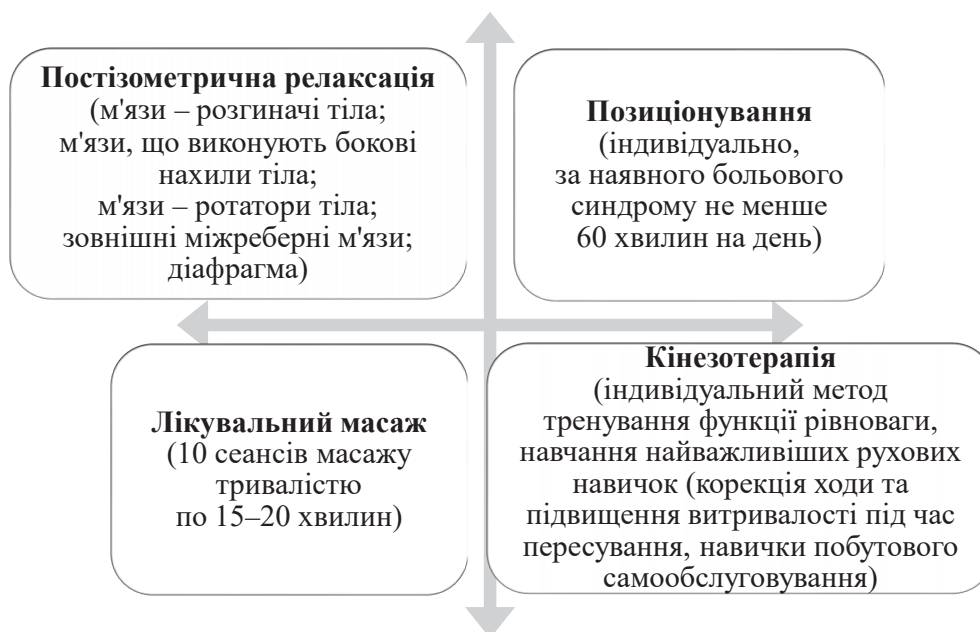 Постізометрична релаксація
(м'язи – розгиначі тіла;
м'язи, що виконують бокові
нахили тіла;
м'язи – ротатори тіла;
зовнішні міжреберні м'язи;
діафрагма)
Позиціонування
(індивідуально,
за наявного больового
синдрому не менше
60 хвилин на день)
Лікувальний масаж
(10 сеансів масажу
тривалістю
по 15–20 хвилин)
Кінезотерапія
(індивідуальний метод
тренування функції рівноваги,
навчання найважливіших рухових
навичок (корекція ходи та
підвищення витривалості під час
пересування, навички побутового
самообслуговування)